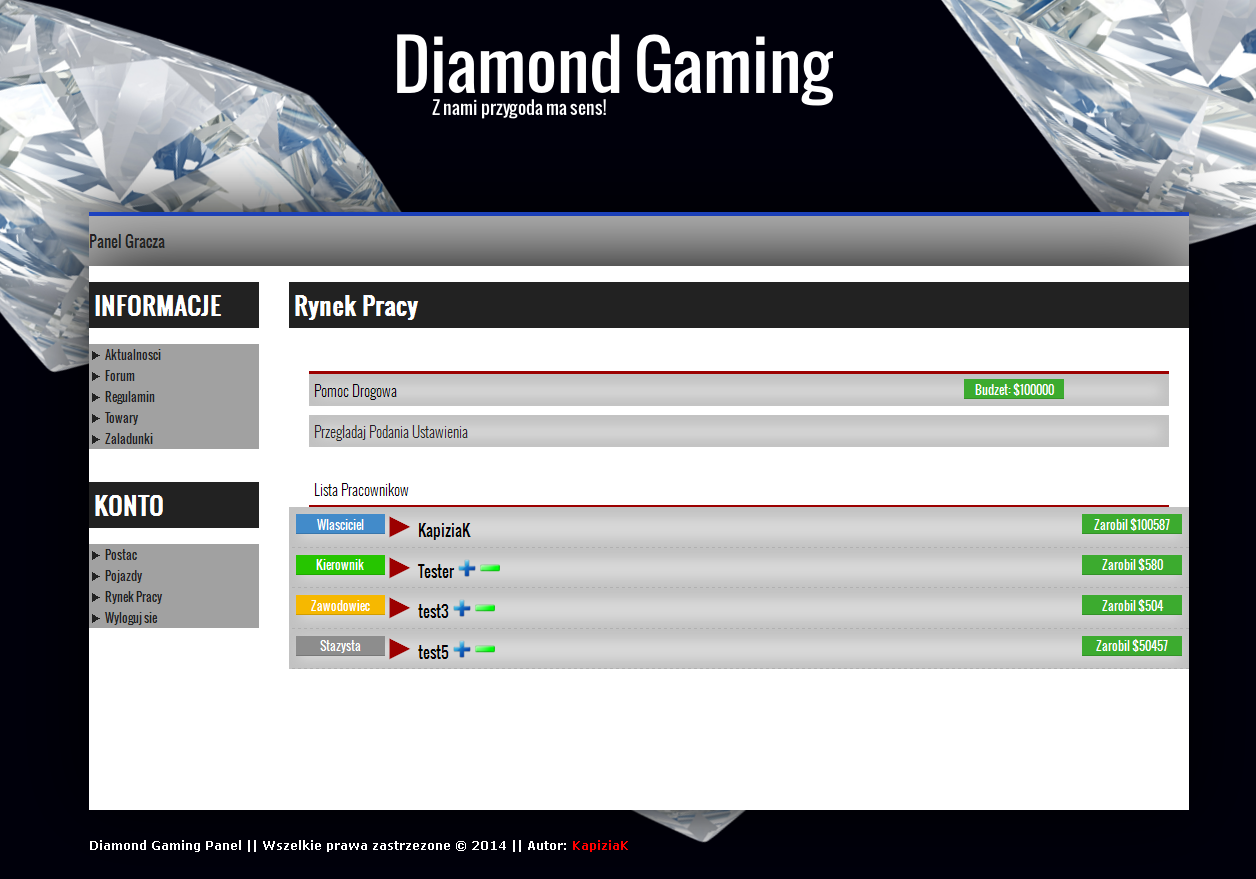 Diamond Gaming
Z nami przygoda ma sens!
Panel Gracza
INFORMACJE
Aktualnosci
Forum
Regulamin
Towary
Zaladunki
KONTO
Postac
Pojazdy
Rynek Pracy
Wyloguj sie
Rynek Pracy
Pomoc Drogowa Budzet: $100000
Przegladaj Podania Ustawienia
Lista Pracownikow
Wlasciciel KapiziaK Zarobil $100587
Kierownik Tester Zarobil $580
Zawodowiec test3 Zarobil $504
Stazysta test5 Zarobil $50457
Diamond Gaming Panel || Wszelkie prawa zastrzezone © 2014 || Autor: KapiziaK